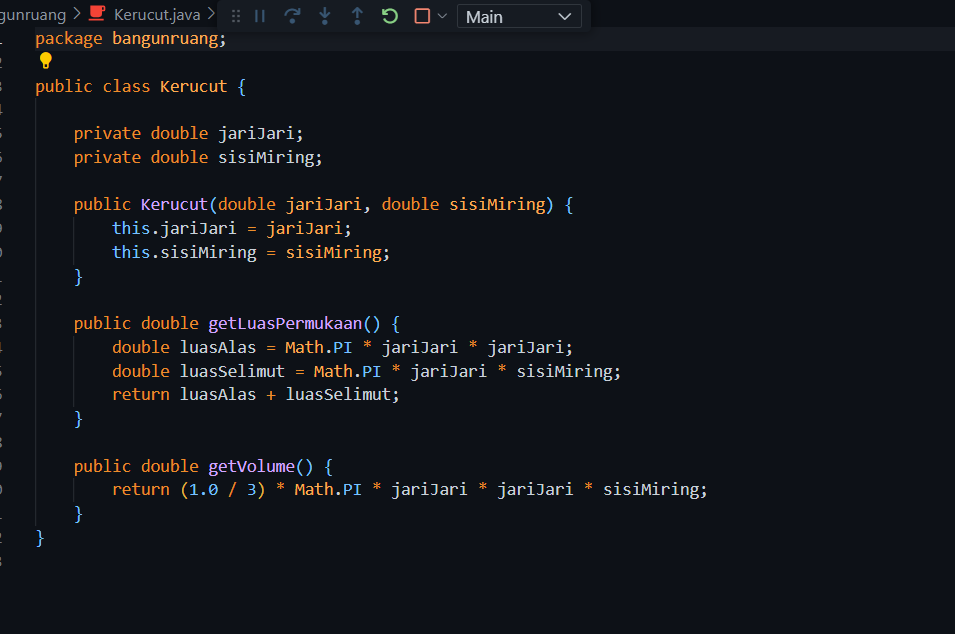 gunruang > Kerucut.java > Main
package bangunruang;
public class Kerucut {
private double jariJari;
private double sisiMiring;
public Kerucut(double jariJari, double sisiMiring) {
this.jariJari = jariJari;
this.sisiMiring = sisiMiring;
}
public double getLuasPermukaan() {
double luasAlas = Math.PI * jariJari * jariJari;
double luasSelimut = Math.PI * jariJari * sisiMiring;
return luasAlas + luasSelimut;
}
public double getVolume() {
return (1.0 / 3) * Math.PI * jariJari * jariJari * sisiMiring;
}
}